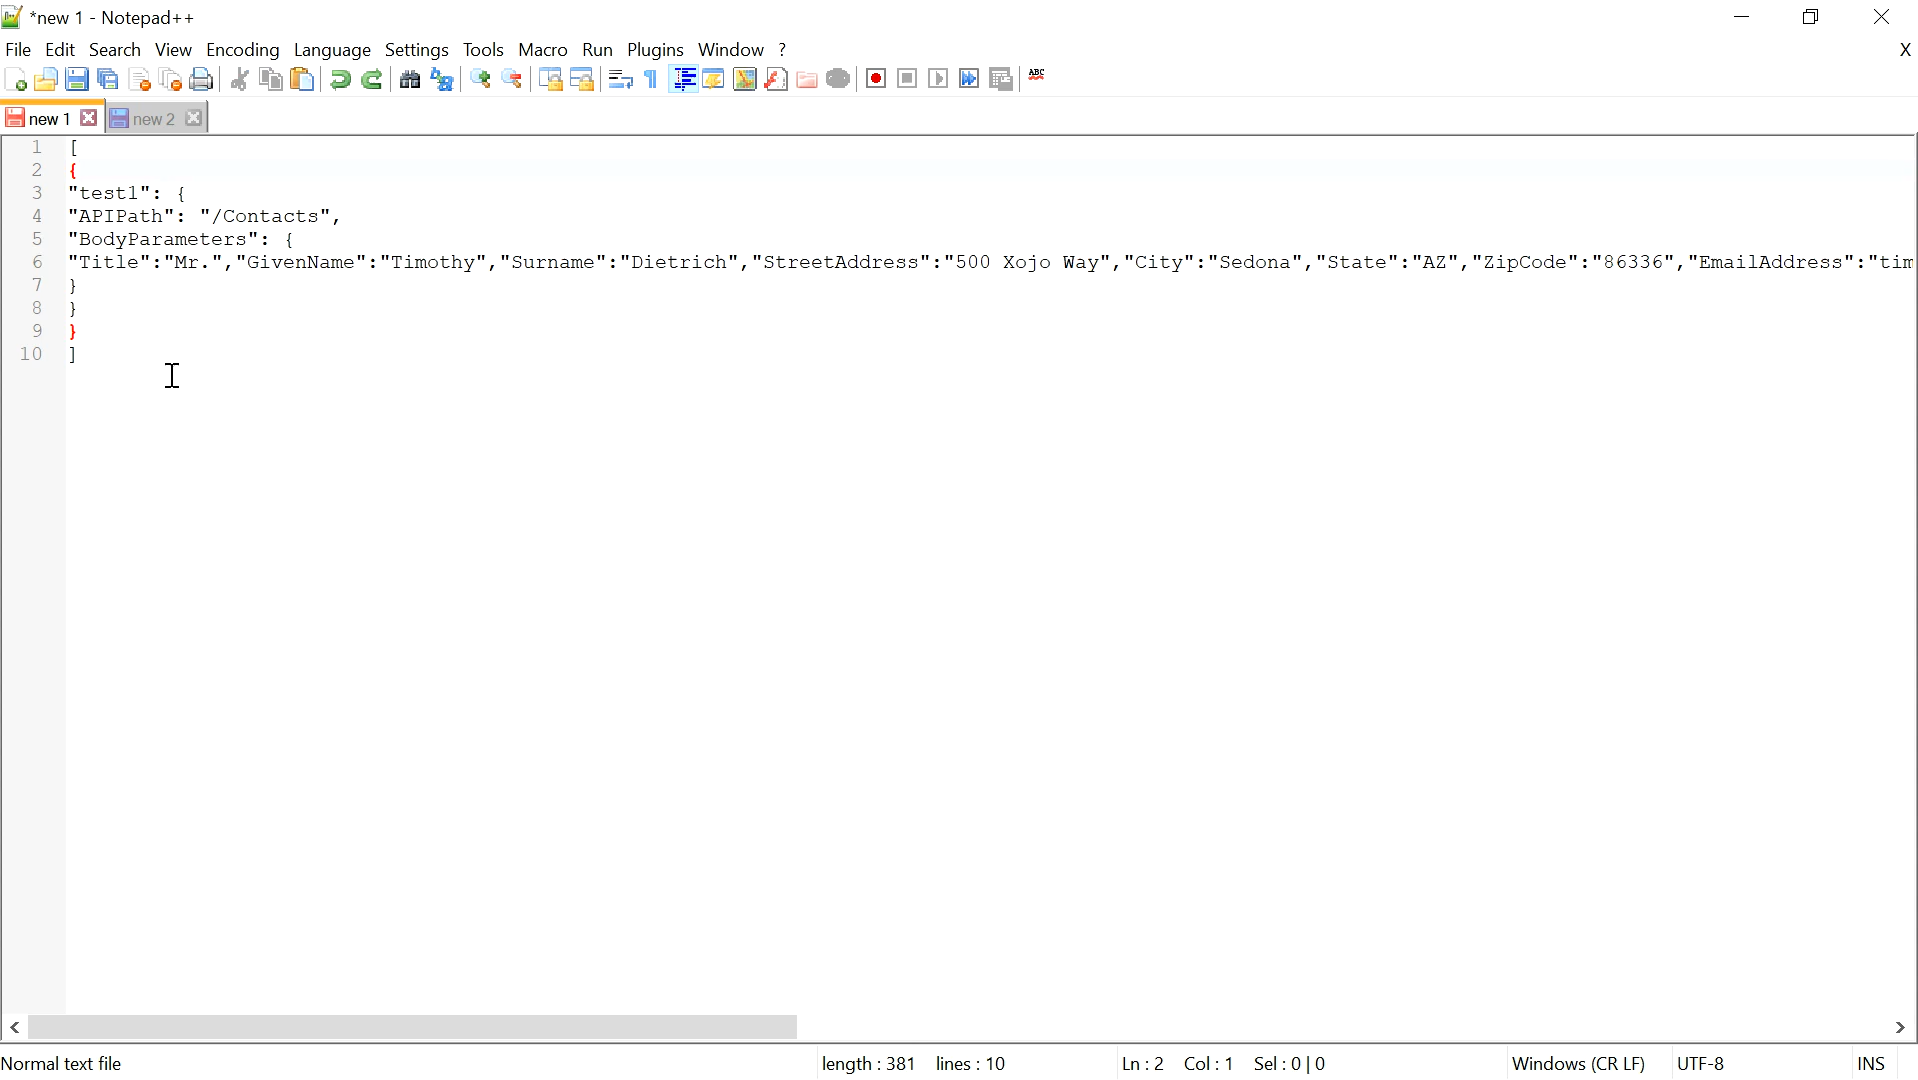 *new 1 - Notepad++
File Edit Search View Encoding Language Settings Tools Macro Run Plugins Window ? X
ABC
new 1 new 2
1 [
2 {
3 "test1": {
4 "APIPath": "/Contacts",
5 "BodyParameters": {
6 "Title":"Mr.","GivenName":"Timothy","Surname":"Dietrich","StreetAddress":"500 Xojo Way","City":"Sedona","State":"AZ","ZipCode":"86336","EmailAddress":"tim
7 }
8 }
9 }
10 ]
Normal text file length : 381 lines : 10 Ln : 2 Col : 1 Sel : 0 | 0 Windows (CR LF) UTF-8 INS